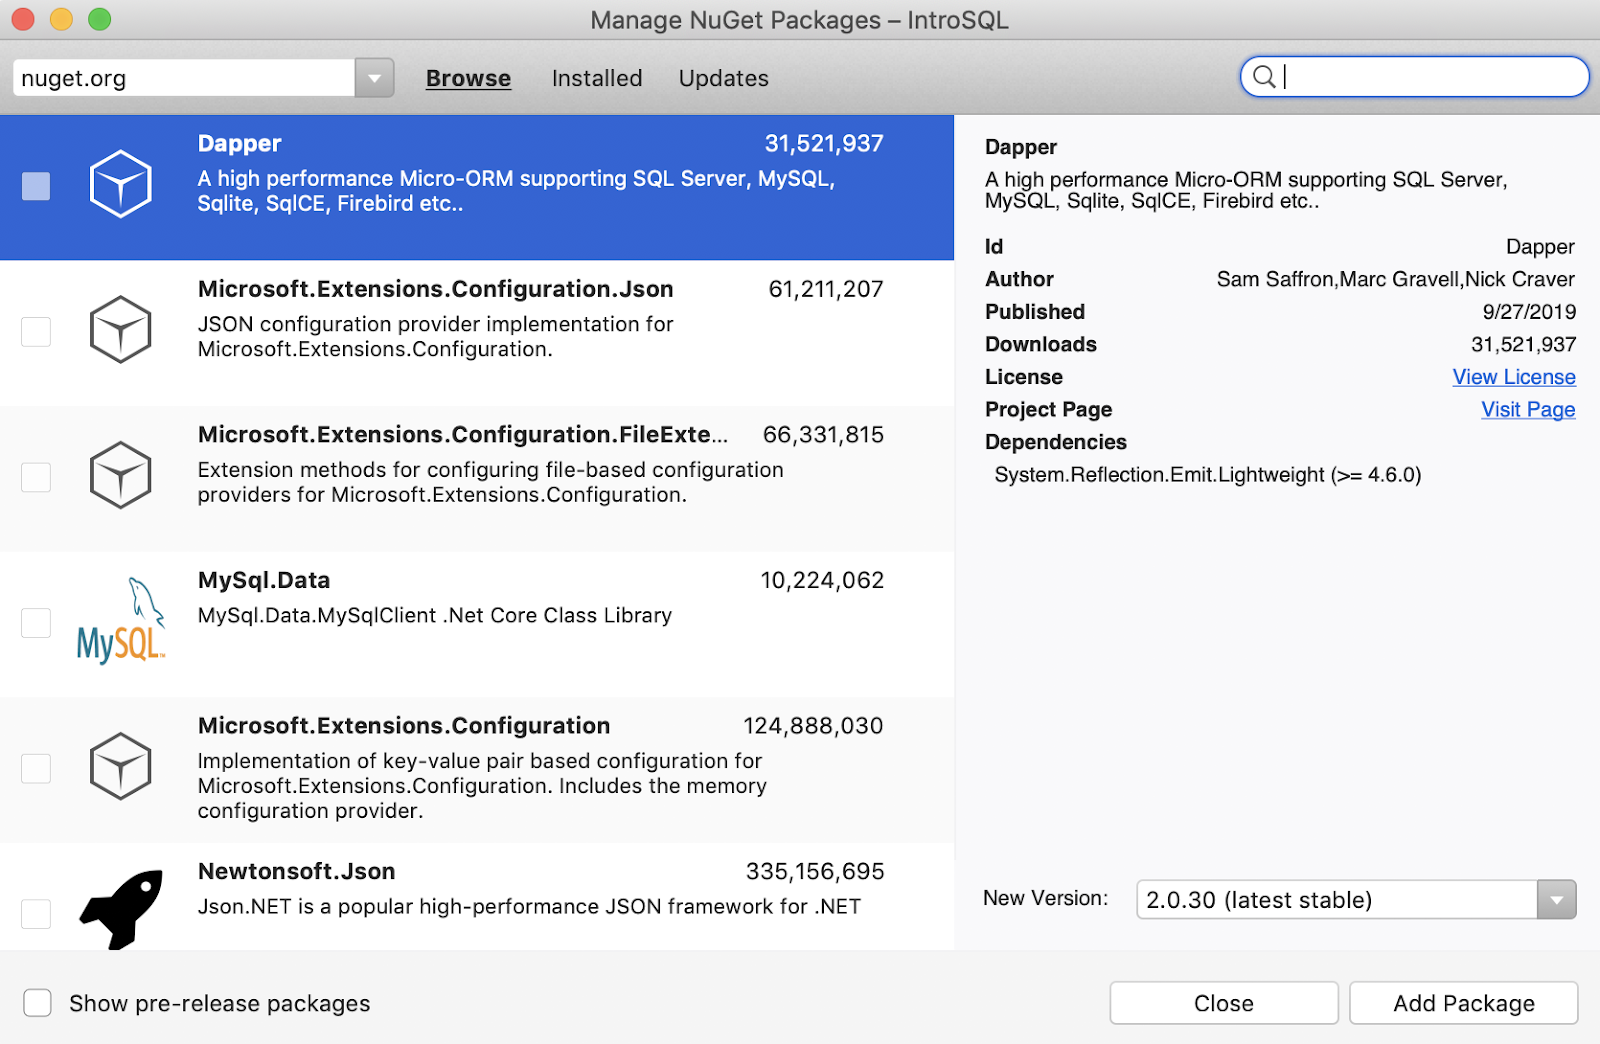 Manage NuGet Packages – IntroSQL
nuget.org
Browse
Installed
Updates
Dapper
31,521,937
A high performance Micro-ORM supporting SQL Server, MySQL,
Sqlite, SqlCE, Firebird etc..
Microsoft.Extensions.Configuration.Json
61,211,207
JSON configuration provider implementation for
Microsoft.Extensions.Configuration.
Microsoft.Extensions.Configuration.FileExte...
66,331,815
Extension methods for configuring file-based configuration
providers for Microsoft.Extensions.Configuration.
MySQL™
MySql.Data
10,224,062
MySql.Data.MySqlClient .Net Core Class Library
Microsoft.Extensions.Configuration
124,888,030
Implementation of key-value pair based configuration for
Microsoft.Extensions.Configuration. Includes the memory
configuration provider.
Newtonsoft.Json
335,156,695
Json.NET is a popular high-performance JSON framework for .NET
Dapper
A high performance Micro-ORM supporting SQL Server,
MySQL, Sqlite, SqlCE, Firebird etc..
Id Dapper
Author Sam Saffron,Marc Gravell,Nick Craver
Published 9/27/2019
Downloads 31,521,937
License View License
Project Page Visit Page
Dependencies
System.Reflection.Emit.Lightweight (>= 4.6.0)
New Version: 2.0.30 (latest stable)
Show pre-release packages
Close
Add Package